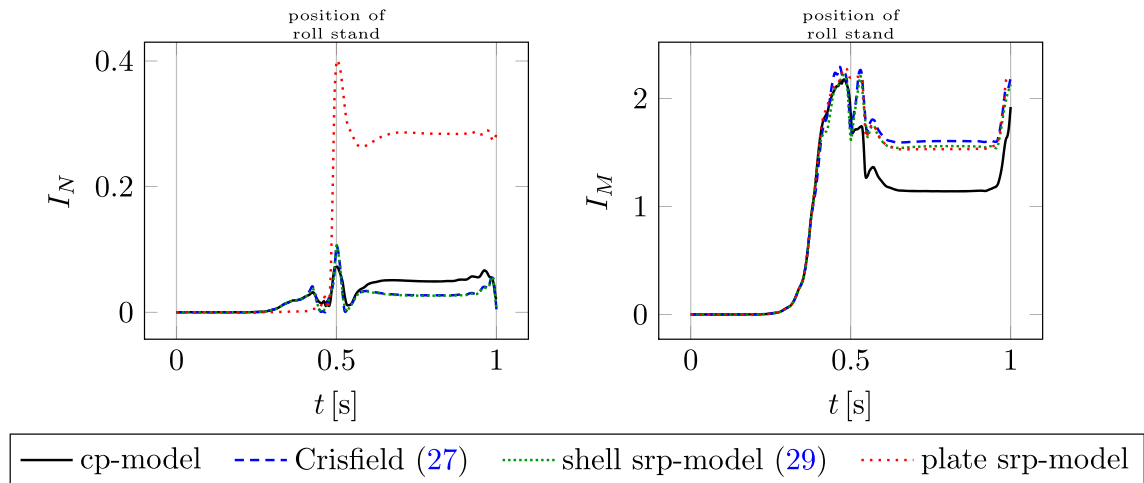 position of
roll stand
0.4
0.2
0
I_N
0
0.5
1
t [s]
position of
roll stand
2
1
0
I_M
0
0.5
1
t [s]
cp-model
Crisfield (27)
shell srp-model (29)
plate srp-model